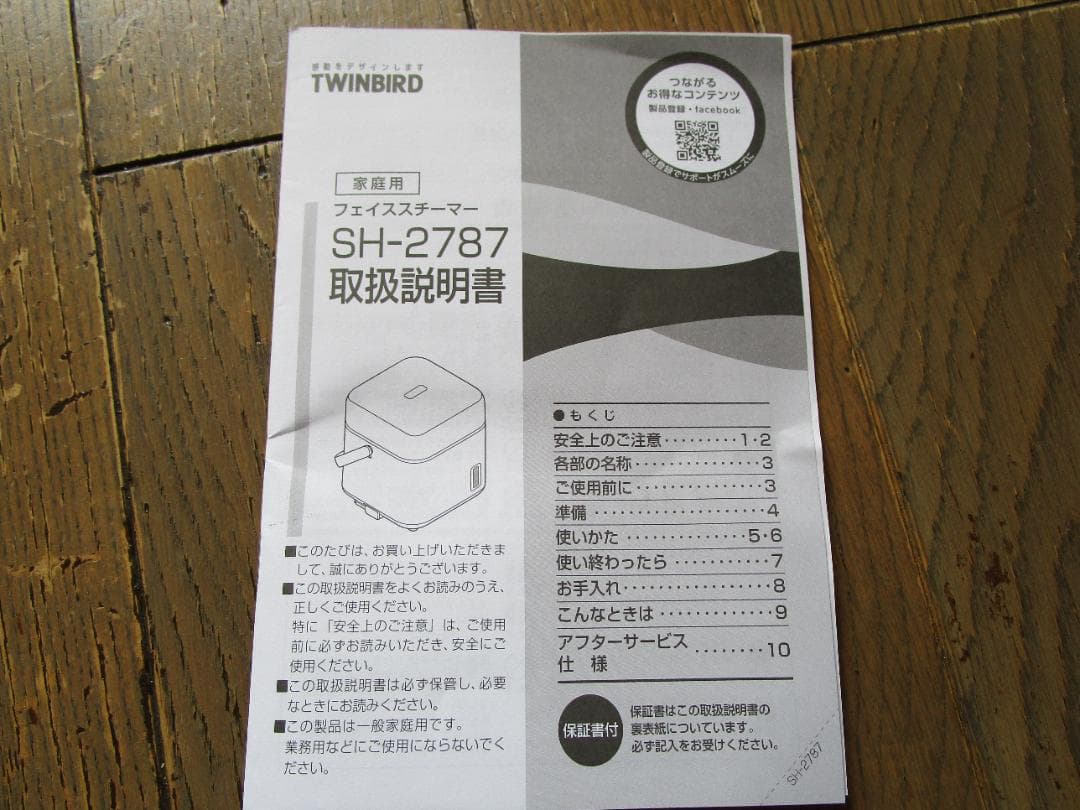 感動をデザインします
TWINBIRD
家庭用
フェイススチーマー
SH-2787
取扱説明書
■このたびは、お買い上げいただきま
して、誠にありがとうございます。
■この取扱説明書をよくお読みのうえ、
正しくご使用ください。
特に「安全上のご注意」は、ご使用
前に必ずお読みいただき、安全にご
使用ください。
■この取扱説明書は必ず保管し、必要
なときにお読みください。
■この製品は一般家庭用です。
業務用などにご使用にならないでく
ださい。
つながる
お得なコンテンツ
製品登録・facebook
製品登録でサポートがスムーズに
●もくじ
安全上のご注意・・・・・・・・・1・2
各部の名称・・・・・・・・・・・・・・3
ご使用前に・・・・・・・・・・・・・・3
準備・・・・・・・・・・・・・・・・・・・4
使いかた・・・・・・・・・・・・・・5・6
使い終わったら・・・・・・・・・・・7
お手入れ・・・・・・・・・・・・・・・・8
こんなときは・・・・・・・・・・・・・9
アフターサービス
仕 様・・・・・・・・10
保証書付
保証書はこの取扱説明書の
裏表紙についています。
必ず記入をお受けください。
SH-2787